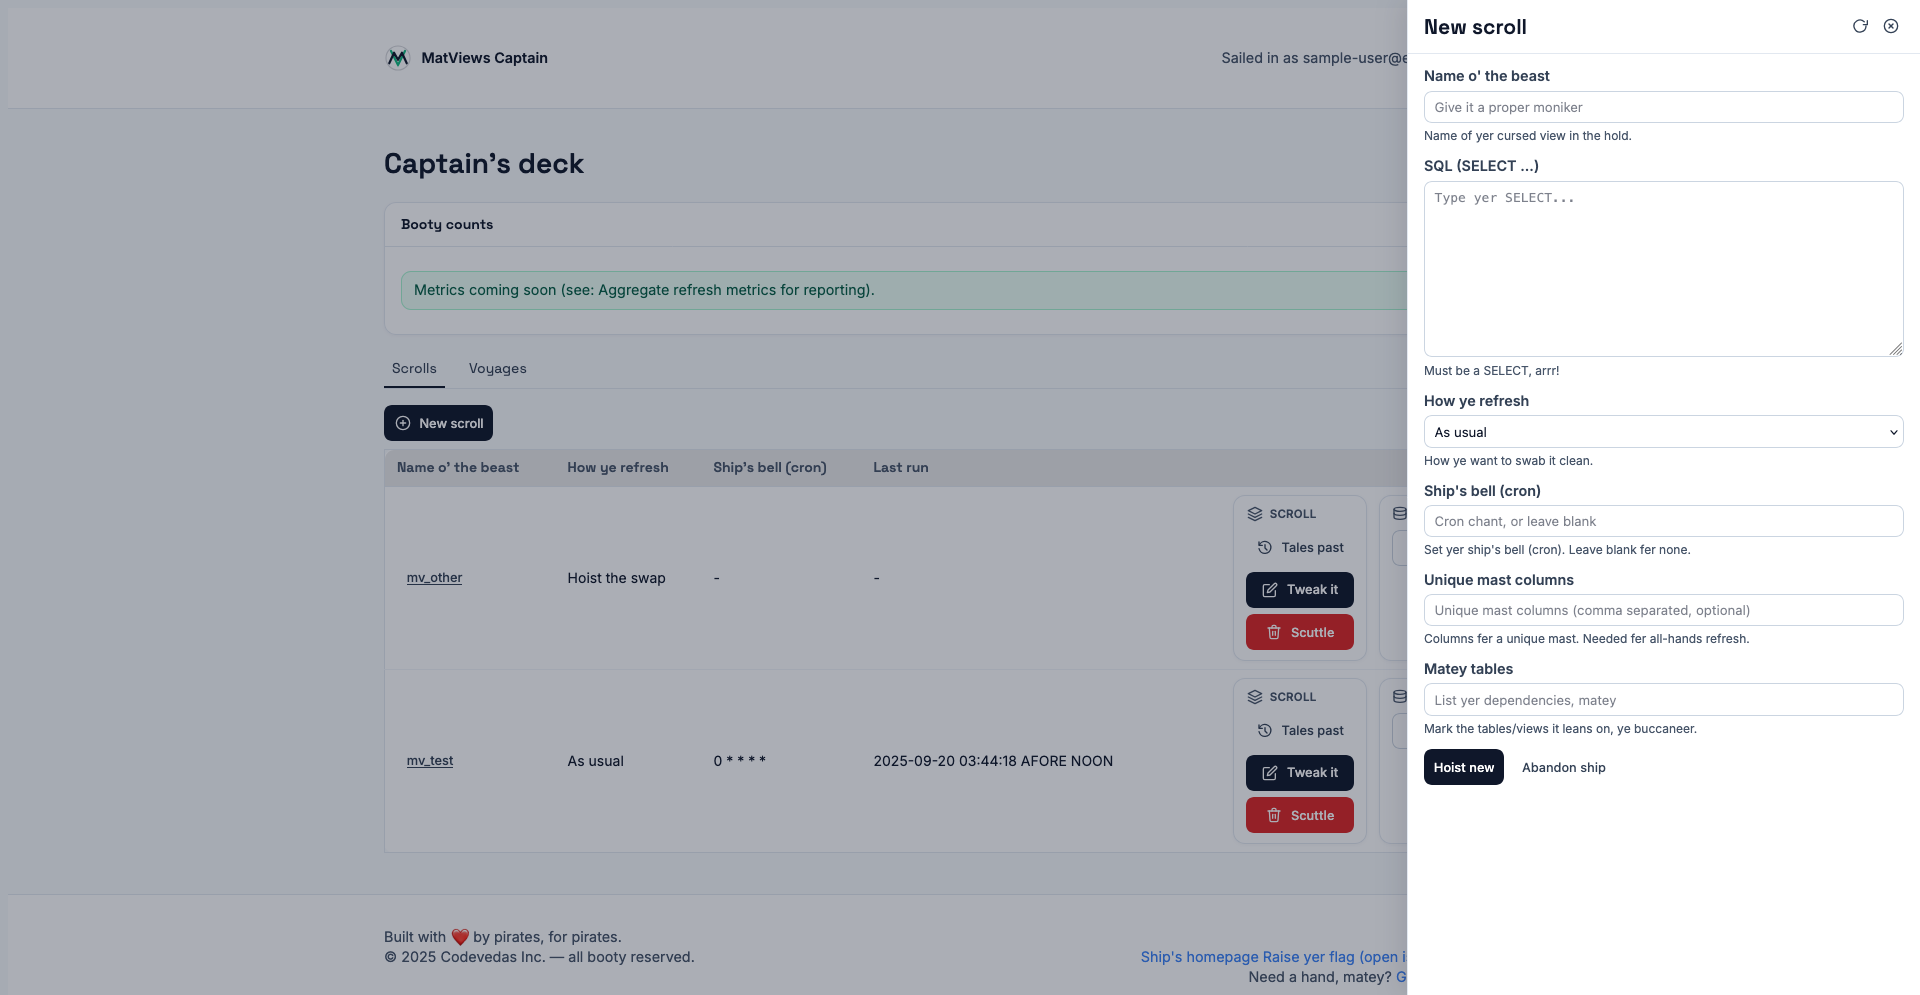 MatViews Captain
Sailed in as sample-user@e
Captain's deck
Booty counts
Metrics coming soon (see: Aggregate refresh metrics for reporting).
Scrolls
Voyages
New scroll
Name o' the beast
How ye refresh
Ship's bell (cron)
Last run
mv_other
Hoist the swap
-
-
SCROLL
Tales past
Tweak it
Scuttle
mv_test
As usual
0 * * * *
2025-09-20 03:44:18 AFORE NOON
SCROLL
Tales past
Tweak it
Scuttle
Built with ❤️ by pirates, for pirates.
© 2025 Codevedas Inc. — all booty reserved.
Ship's homepage Raise yer flag (open i
Need a hand, matey? G
New scroll
Name o' the beast
Give it a proper moniker
Name of yer cursed view in the hold.
SQL (SELECT ...)
Type yer SELECT...
Must be a SELECT, arrr!
How ye refresh
As usual
How ye want to swab it clean.
Ship's bell (cron)
Cron chant, or leave blank
Set yer ship's bell (cron). Leave blank fer none.
Unique mast columns
Unique mast columns (comma separated, optional)
Columns fer a unique mast. Needed fer all-hands refresh.
Matey tables
List yer dependencies, matey
Mark the tables/views it leans on, ye buccaneer.
Hoist new
Abandon ship